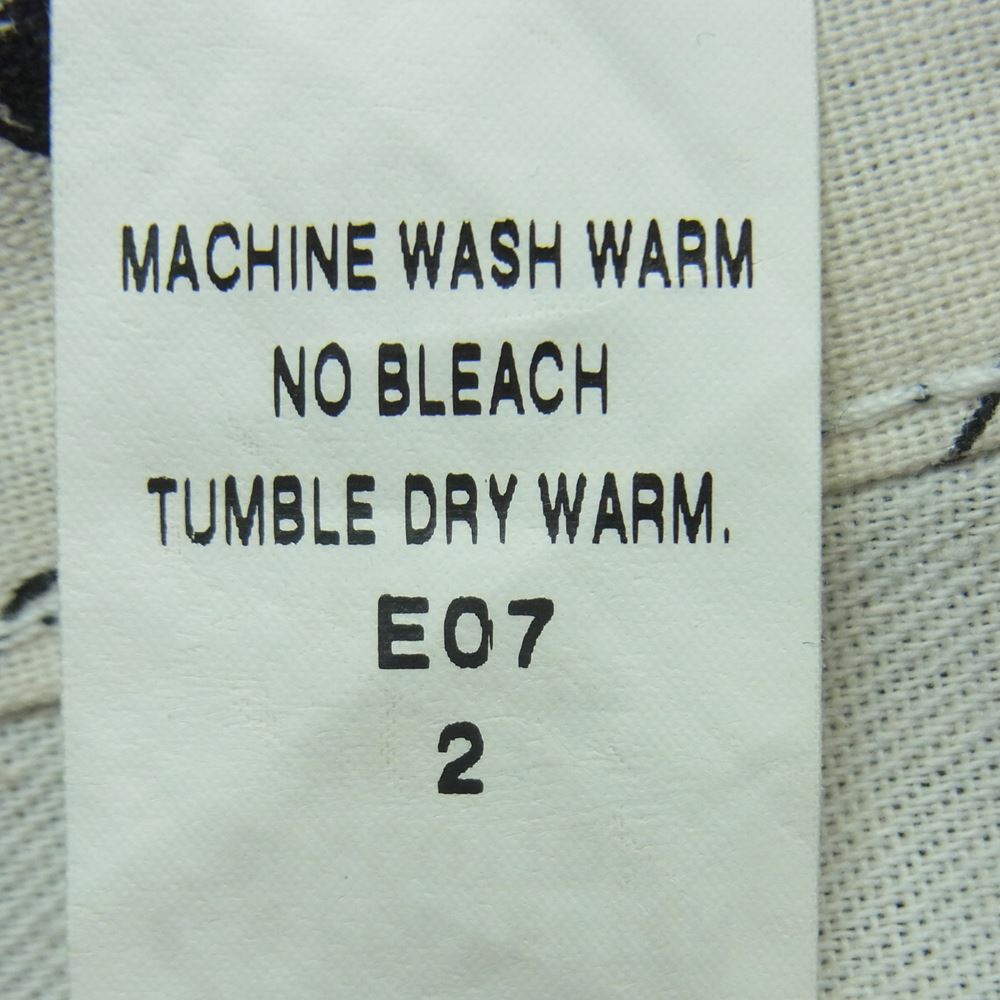 MACHINE WASH WARM
NO BLEACH
TUMBLE DRY WARM.
E07
2